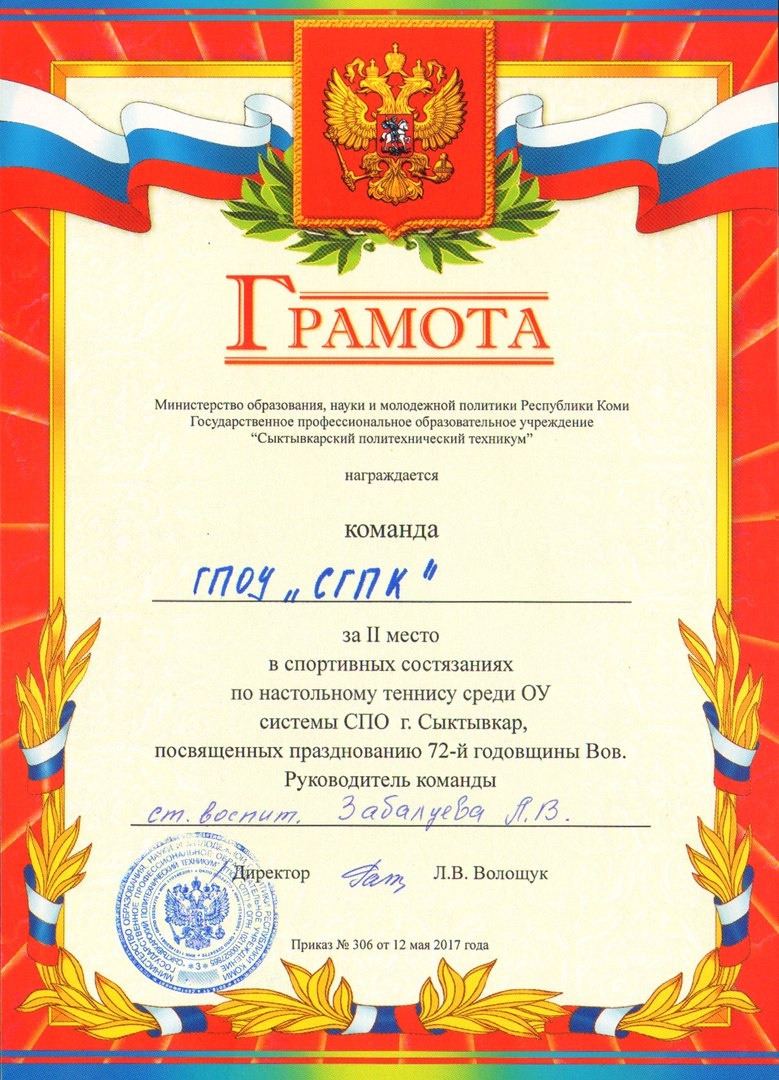 Грамота
Министерство образования, науки и молодежной политики Республики Коми
Государственное профессиональное образовательное учреждение
“Сыктывкарский политехнический техникум”
награждается
команда
ГПОУ „СГПК"
за II место
в спортивных состязаниях
по настольному теннису среди ОУ
системы СПО г. Сыктывкар,
посвященных празднованию 72-й годовщины Вов.
Руководитель команды
ст. воспит. Забалуева Л.В.
Директор Л.В. Волощук
Приказ № 306 от 12 мая 2017 года